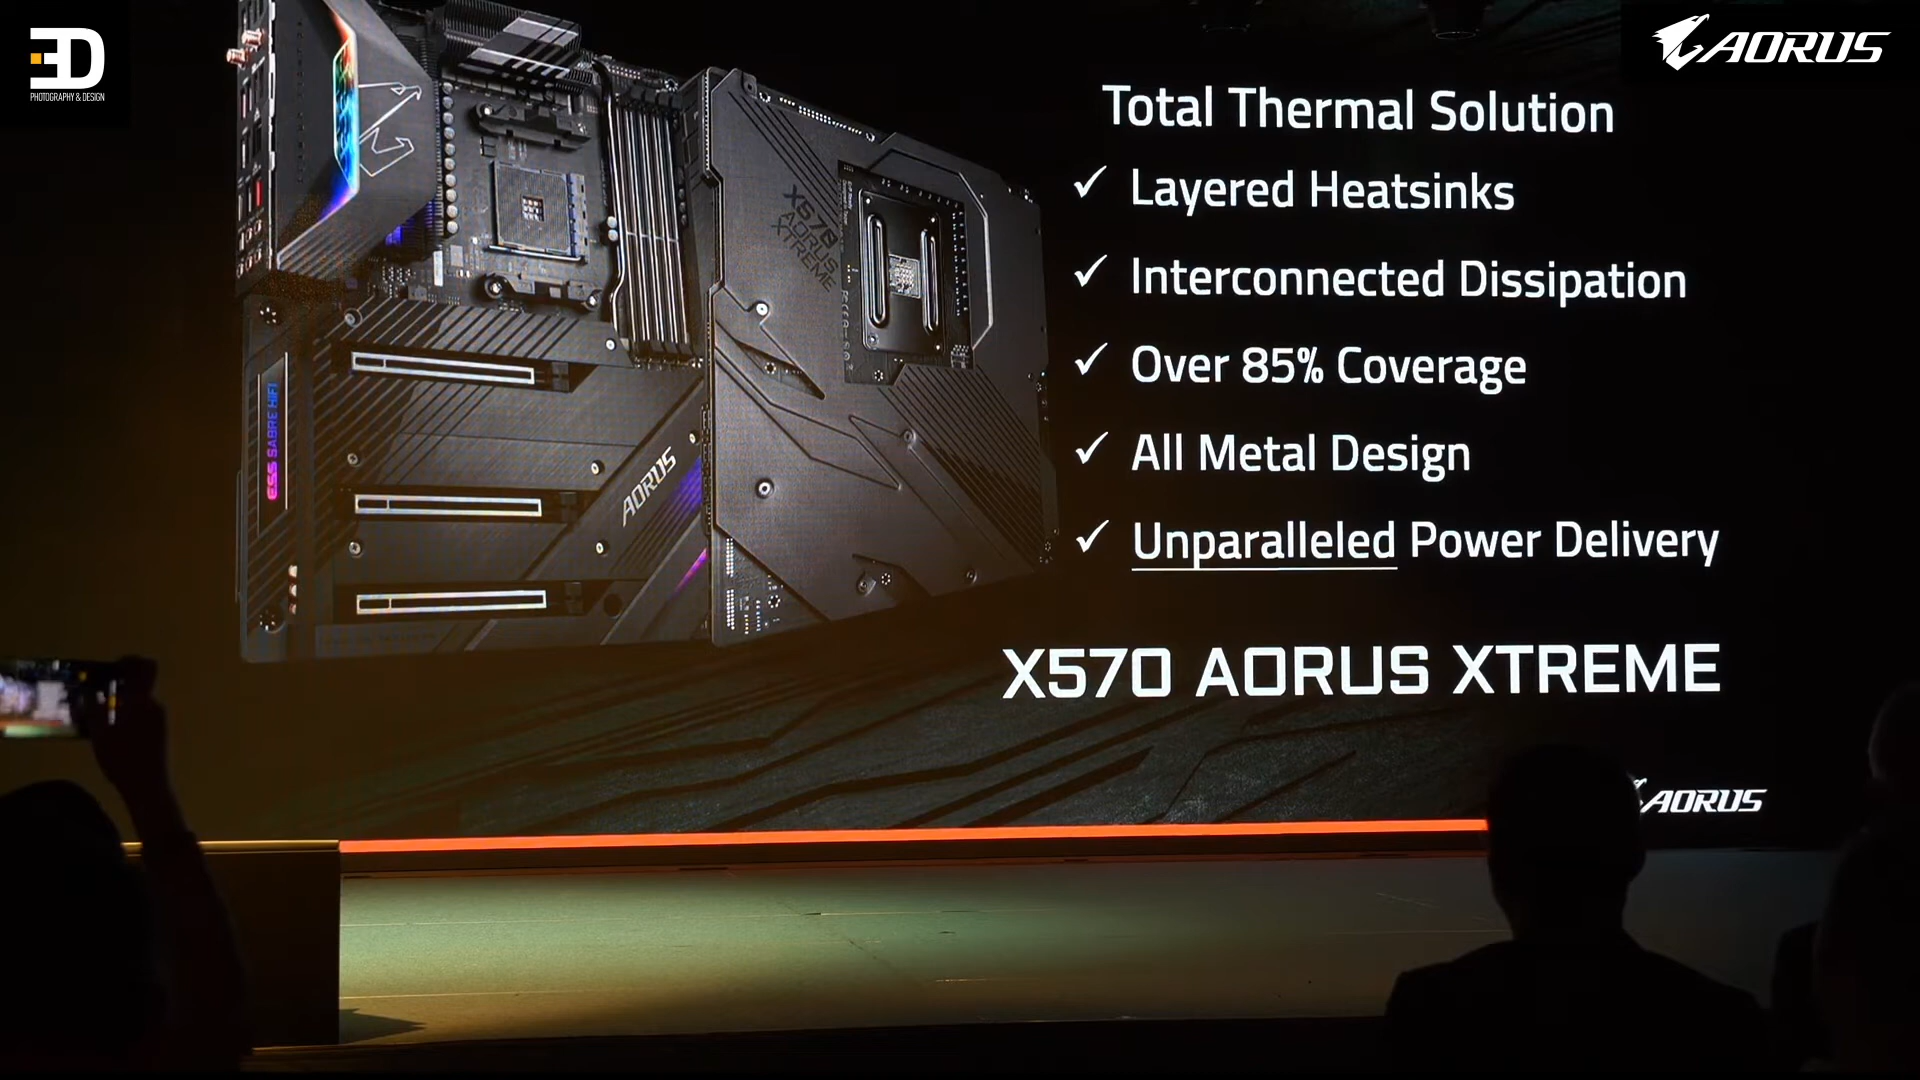 3D
PHOTOGRAPHY & DESIGN
AORUS
Total Thermal Solution
✓ Layered Heatsinks
✓ Interconnected Dissipation
✓ Over 85% Coverage
✓ All Metal Design
✓ Unparalleled Power Delivery
X570 AORUS XTREME
AORUS
X570
AORUS
XTREME
ESS SABRE HIFI
AORUS